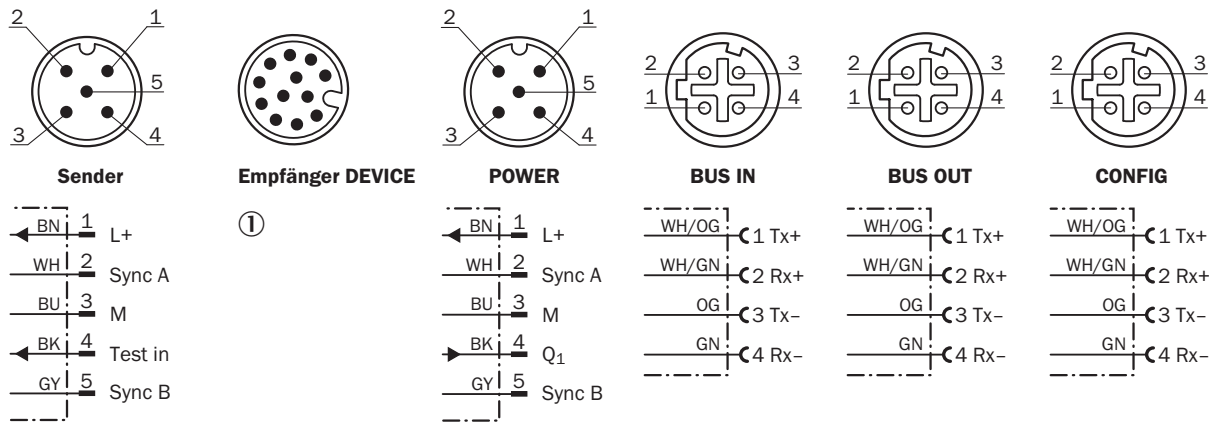 2 1
5
3 4
Sender
BN 1 L+
WH 2 Sync A
BU 3 M
BK 4 Test in
GY 5 Sync B
Empfänger DEVICE
①
2 1
5
3 4
POWER
BN 1 L+
WH 2 Sync A
BU 3 M
BK 4 Q₁
GY 5 Sync B
2 3
1 4
BUS IN
WH/OG 1 Tx+
WH/GN 2 Rx+
OG 3 Tx–
GN 4 Rx–
2 3
1 4
BUS OUT
WH/OG 1 Tx+
WH/GN 2 Rx+
OG 3 Tx–
GN 4 Rx–
2 3
1 4
CONFIG
WH/OG 1 Tx+
WH/GN 2 Rx+
OG 3 Tx–
GN 4 Rx–